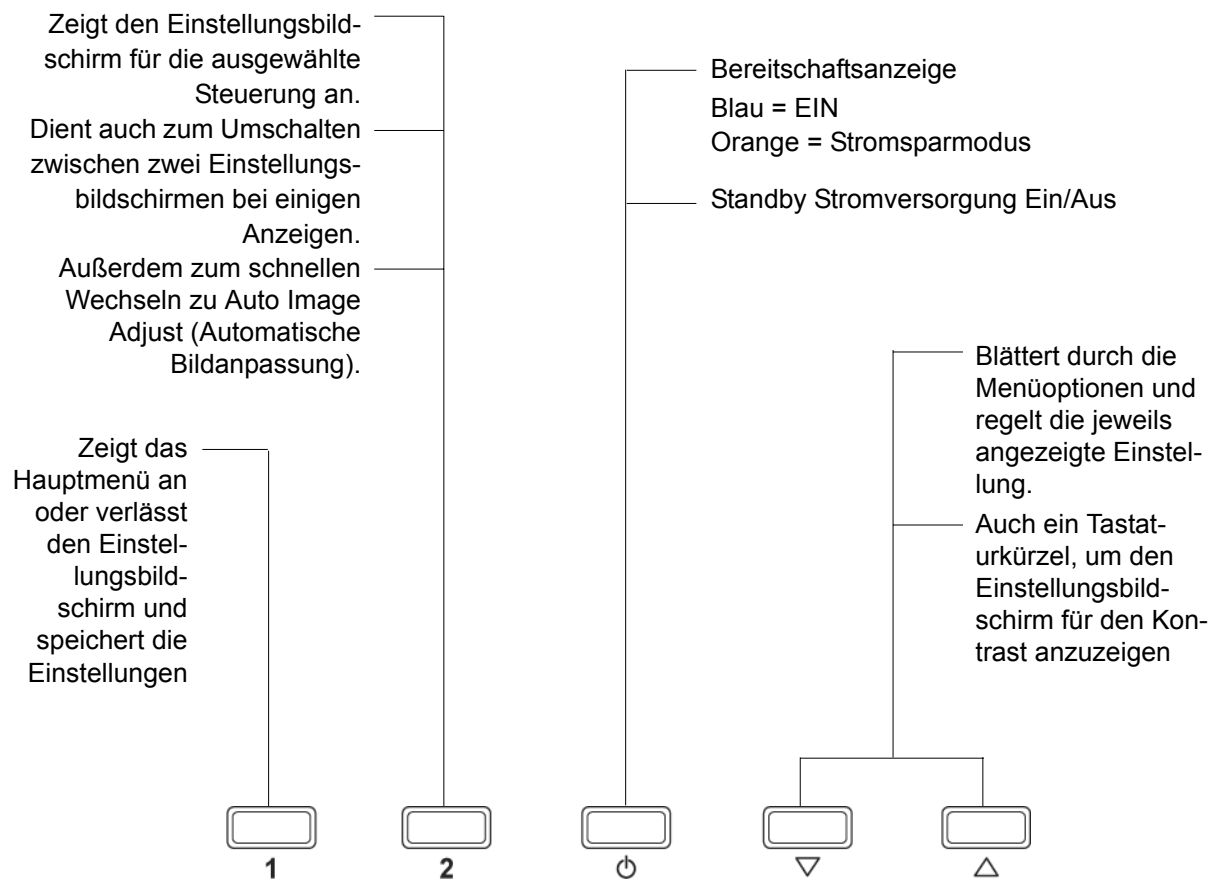 Zeigt den Einstellungsbild-
schirm für die ausgewählte
Steuerung an.
Dient auch zum Umschalten
zwischen zwei Einstellungs-
bildschirmen bei einigen
Anzeigen.
Außerdem zum schnellen
Wechseln zu Auto Image
Adjust (Automatische
Bildanpassung).
Bereitschaftsanzeige
Blau = EIN
Orange = Stromsparmodus
Standby Stromversorgung Ein/Aus
Blättert durch die
Menüoptionen und
regelt die jeweils
angezeigte Einstel-
lung.
Auch ein Tastat-
urkürzel, um den
Einstellungsbild-
schirm für den Kon-
trast anzuzeigen
Zeigt das
Hauptmenü an
oder verlässt
den Einstel-
lungsbild-
schirm und
speichert die
Einstellungen
1
2